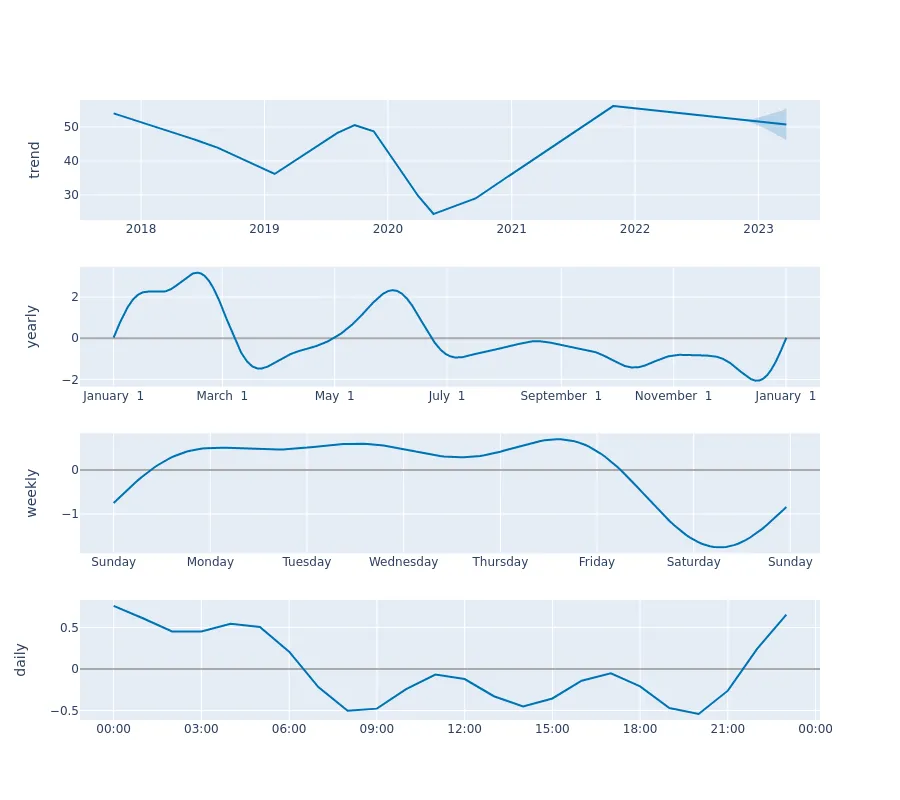 trend
50
40
30
2018 2019 2020 2021 2022 2023
yearly
2
0
−2
January 1 March 1 May 1 July 1 September 1 November 1 January 1
weekly
0
−1
Sunday Monday Tuesday Wednesday Thursday Friday Saturday Sunday
daily
0.5
0
−0.5
00:00 03:00 06:00 09:00 12:00 15:00 18:00 21:00 00:00